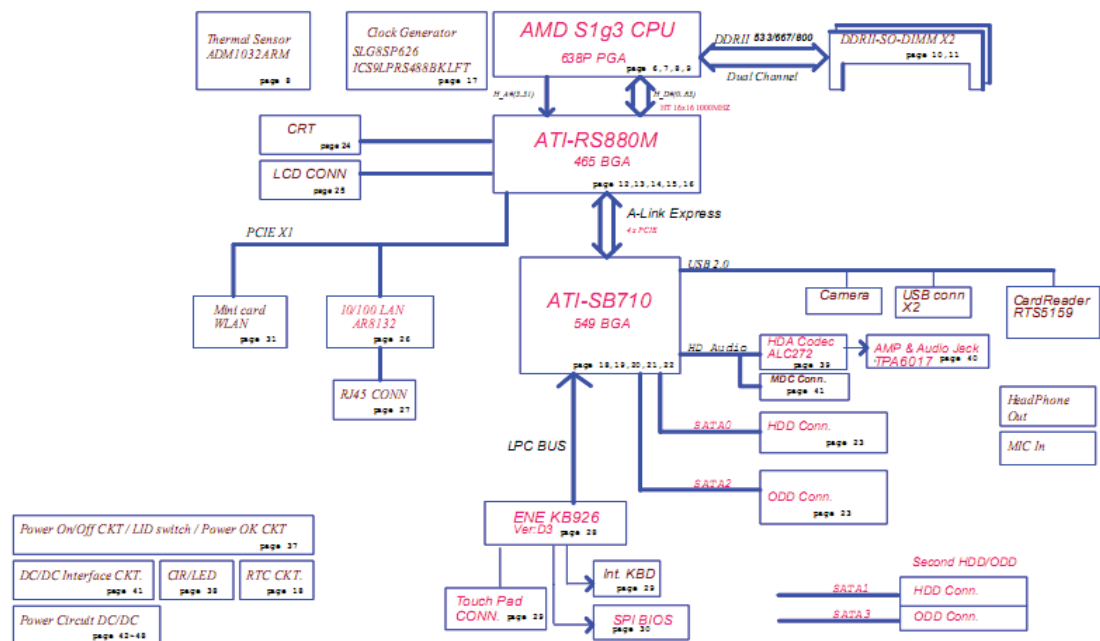 Thermal Sensor
ADM1032ARM
page 8
Clock Generator
SLG8SP626
ICS9LPRS488BKLFT
page 17
AMD S1g3 CPU
638P PGA
page 6,7,8,9
DDRII 533/667/800
Dual Channel
DDRII-SO-DIMM X2
page 10,11
H_A#(3..31)
H_D#(0..63)
HT 16x16 1000MHZ
CRT
page 24
LCD CONN
page 25
ATI-RS880M
465 BGA
page 12,13,14,15,16
A-Link Express
4 x PCIE
PCIE X1
Mini card
WLAN
page 31
10/100 LAN
AR8132
page 26
RJ45 CONN
page 27
ATI-SB710
549 BGA
page 18,19,20,21,22
USB 2.0
Camera
USB conn
X2
CardReader
RTS5159
HD Audio
HDA Codec
ALC272
page 39
AMP & Audio Jack
TPA6017
page 40
MDC Conn.
page 41
HeadPhone
Out
MIC In
SATA0
HDD Conn.
page 23
SATA2
ODD Conn.
page 23
LPC BUS
ENE KB926
Ver:D3
page 28
Touch Pad
CONN.
page 29
Int. KBD
page 29
SPI BIOS
page 30
Power On/Off CKT / LID switch / Power OK CKT
page 37
DC/DC Interface CKT.
page 41
CIR/LED
page 38
RTC CKT.
page 18
Power Circuit DC/DC
page 42~48
Second HDD/ODD
SATA1
HDD Conn.
SATA3
ODD Conn.